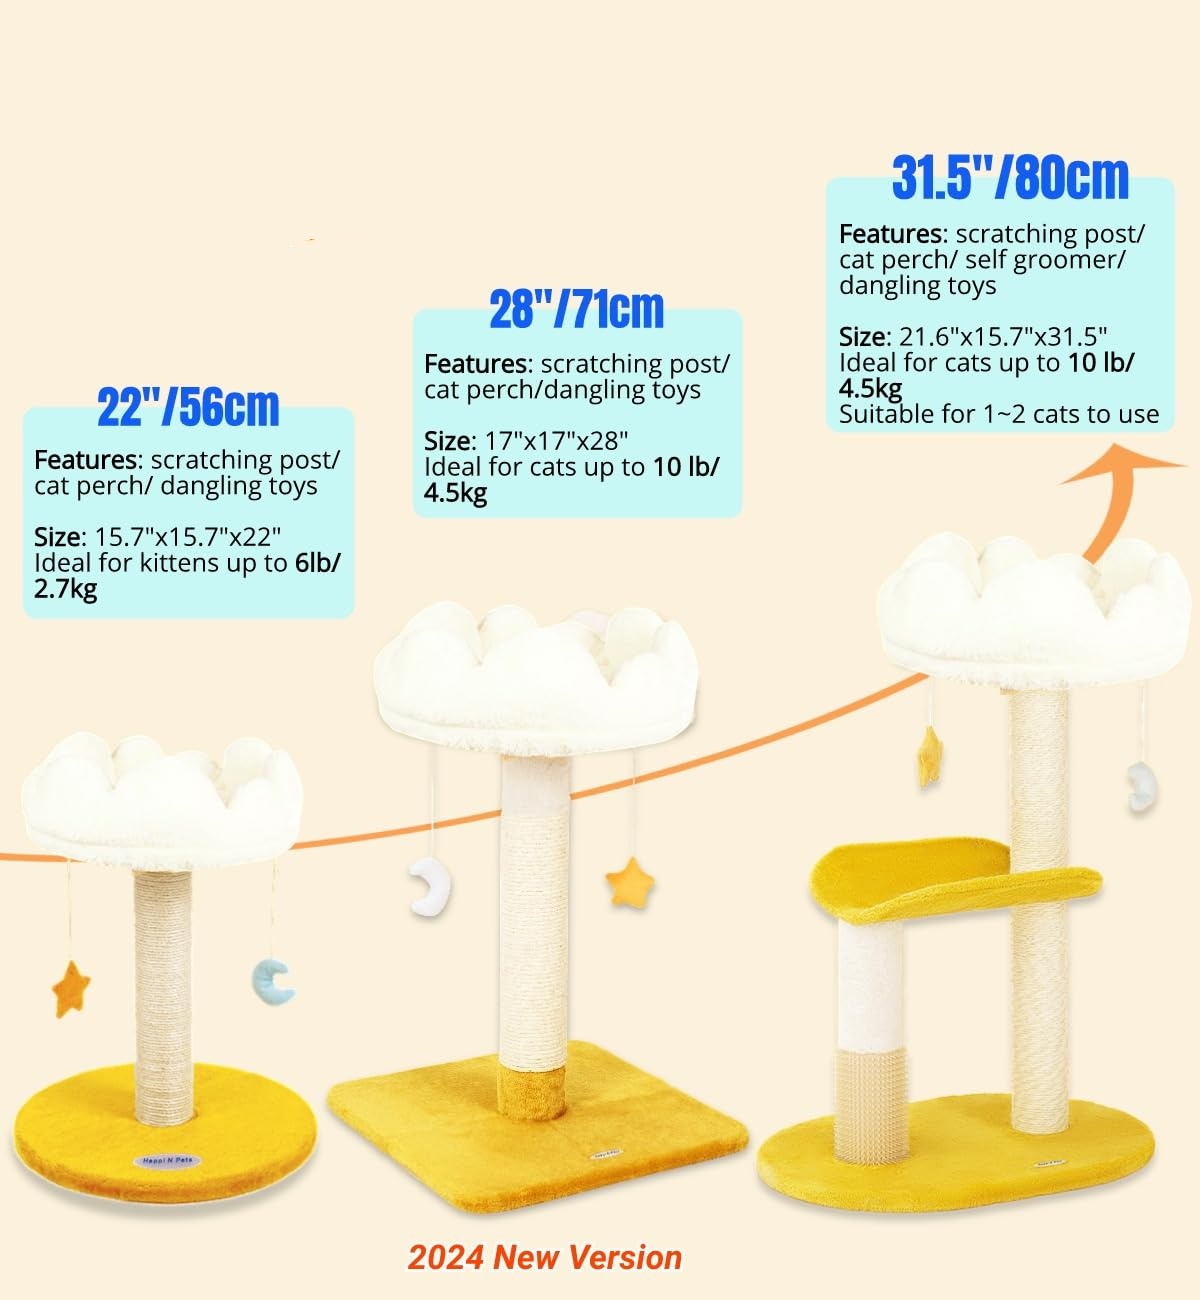 31.5"/80cm
Features: scratching post/
cat perch/ self groomer/
dangling toys
Size: 21.6"x15.7"x31.5"
Ideal for cats up to 10 lb/
4.5kg
Suitable for 1~2 cats to use
28"/71cm
Features: scratching post/
cat perch/dangling toys
Size: 17"x17"x28"
Ideal for cats up to 10 lb/
4.5kg
22"/56cm
Features: scratching post/
cat perch/ dangling toys
Size: 15.7"x15.7"x22"
Ideal for kittens up to 6lb/
2.7kg
Happi N Pets
2024 New Version